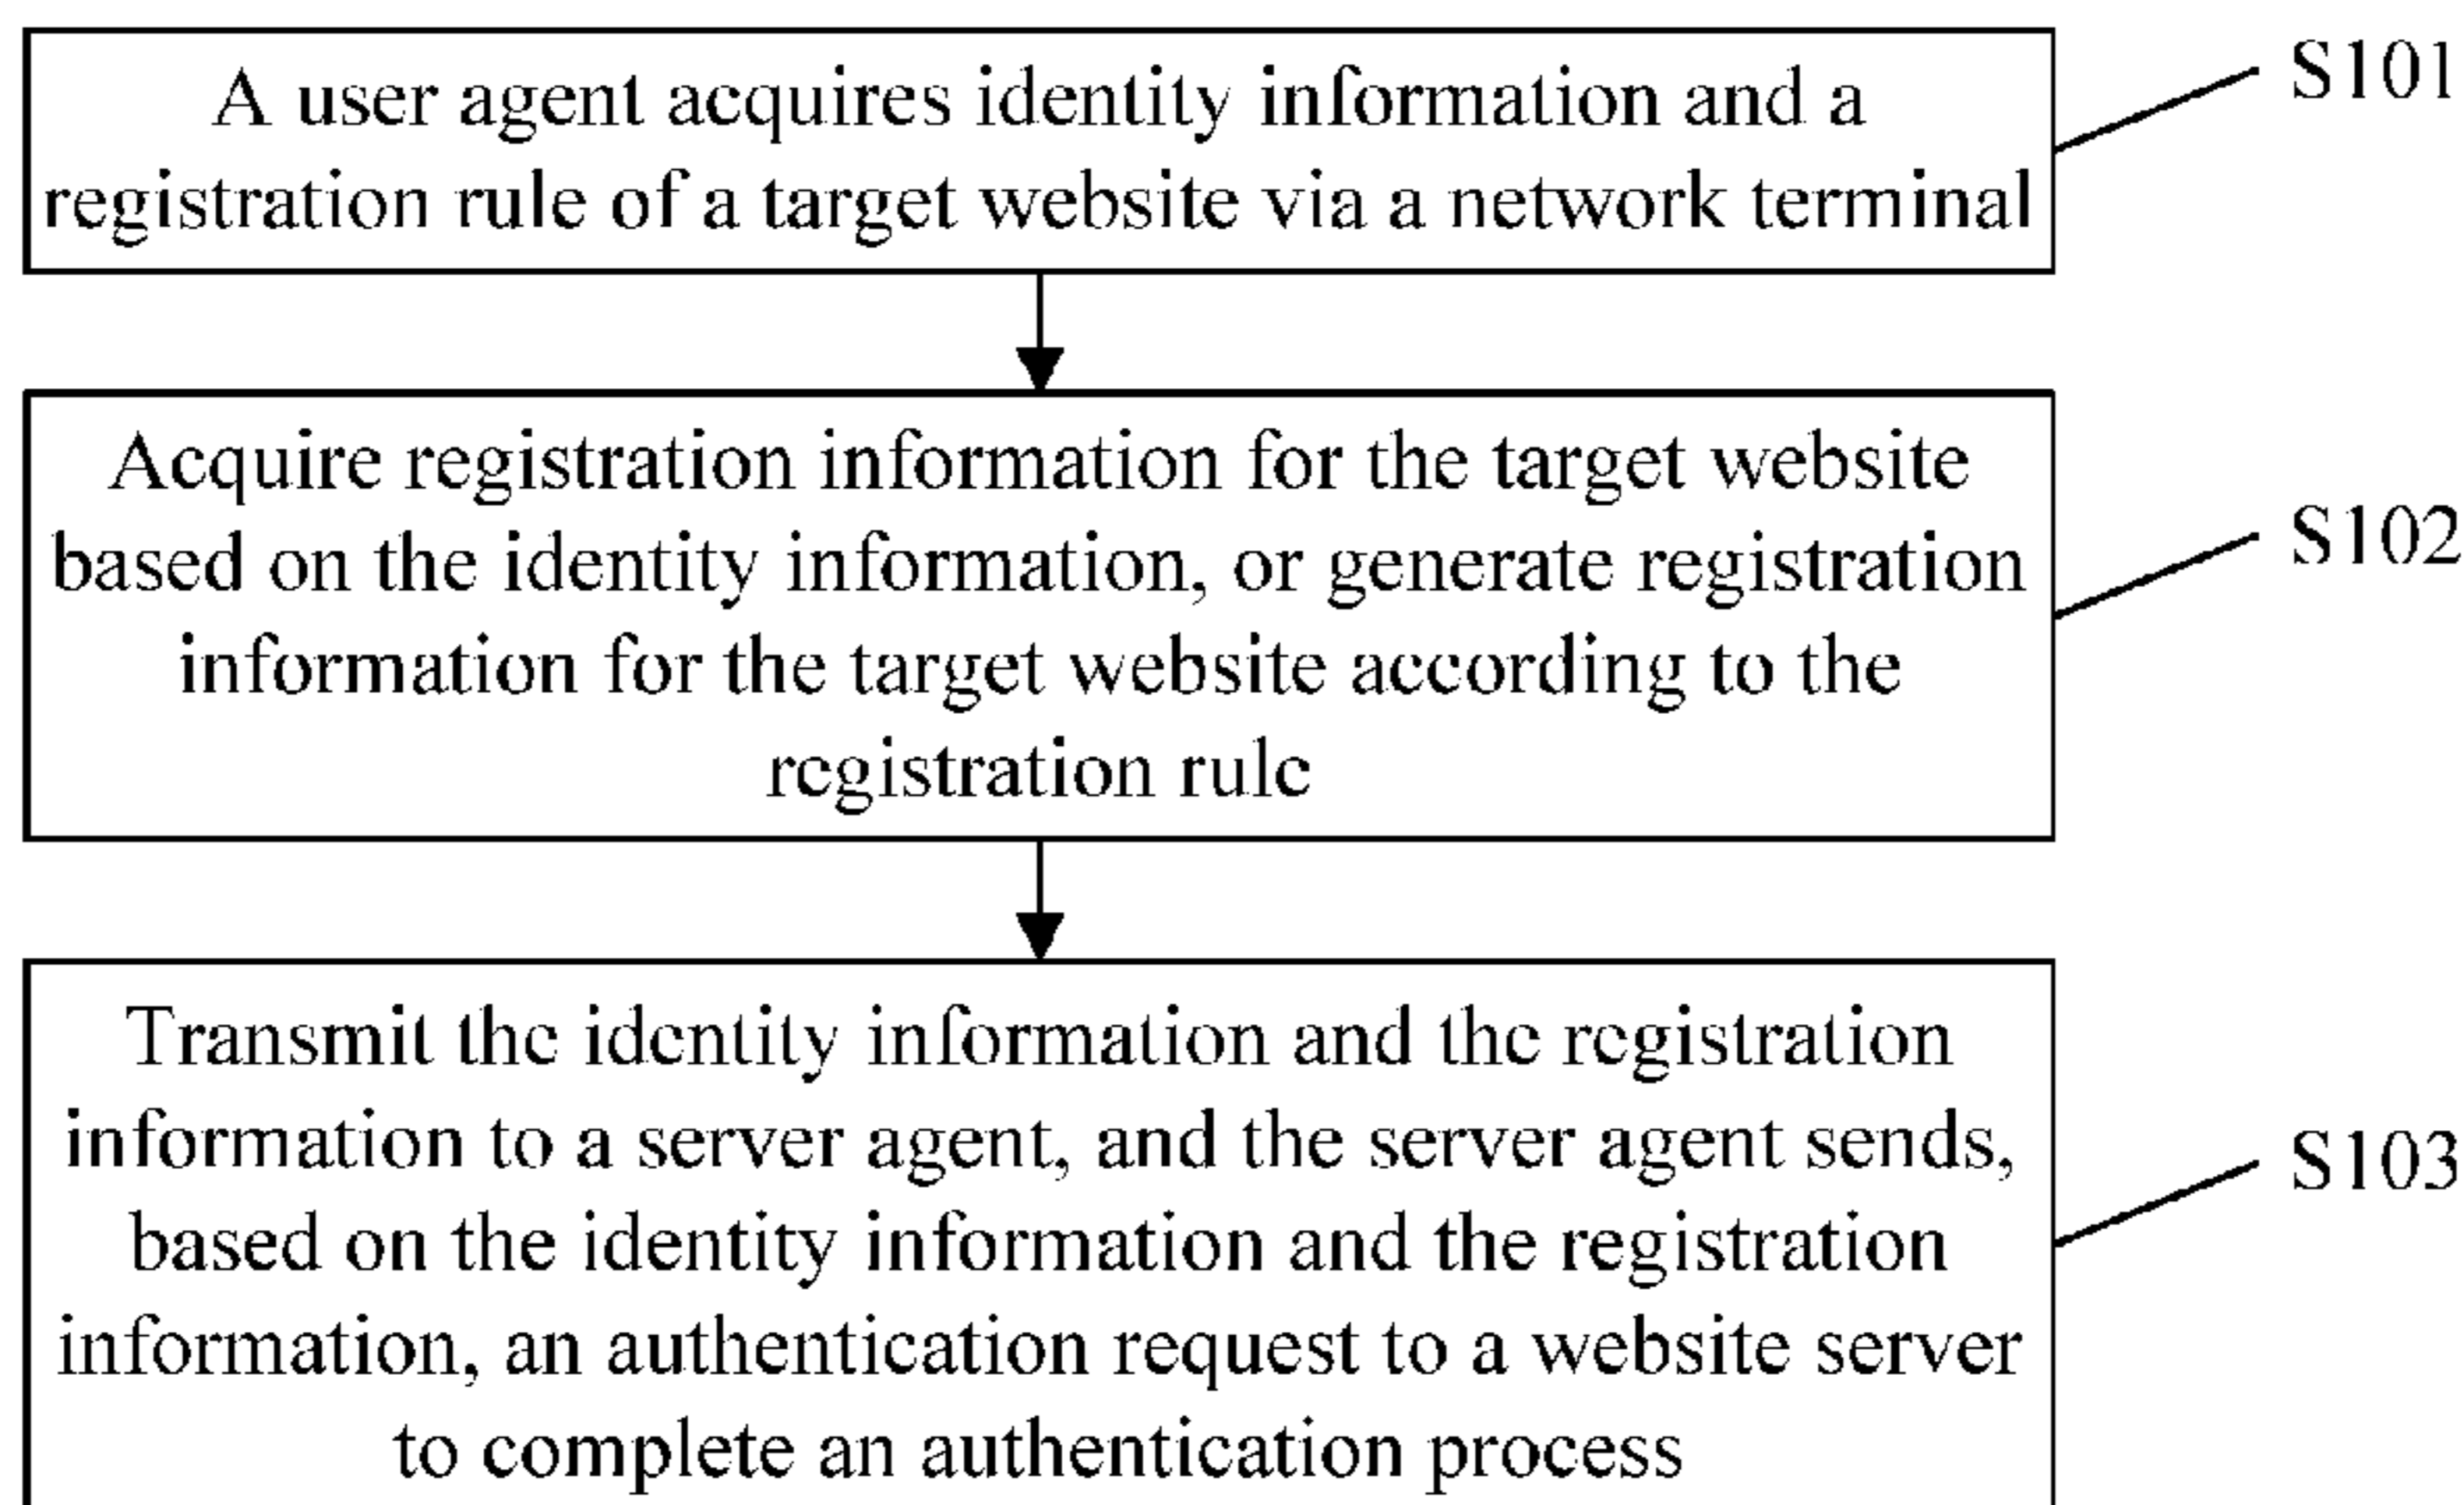 A user agent acquires identity information and a
registration rule of a target website via a network terminal
S101
Acquire registration information for the target website
based on the identity information, or generate registration
information for the target website according to the
registration rule
S102
Transmit the identity information and the registration
information to a server agent, and the server agent sends,
based on the identity information and the registration
information, an authentication request to a website server
to complete an authentication process
S103